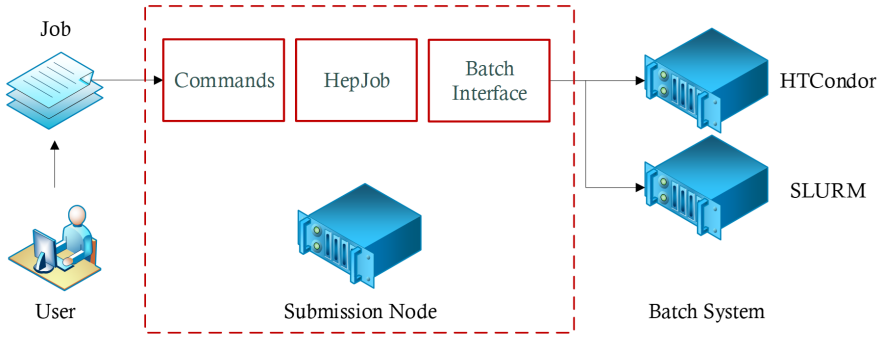 Job
Commands
HepJob
Batch
Interface
HTCondor
SLURM
User
Submission Node
Batch System